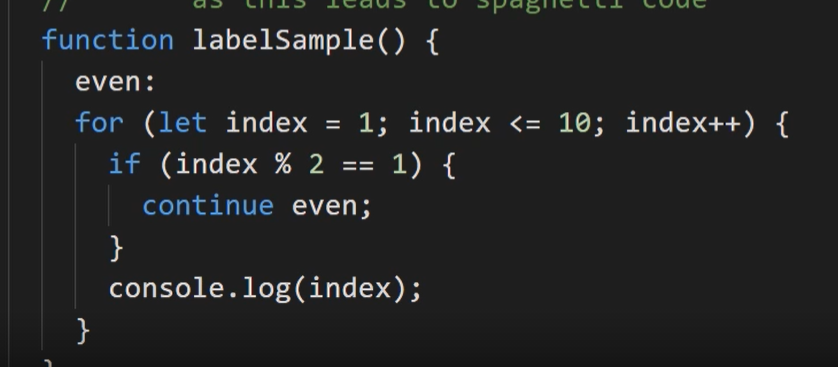 // as this leads to spaghetti code
function labelSample() {
even:
for (let index = 1; index <= 10; index++) {
if (index % 2 == 1) {
continue even;
}
console.log(index);
}
}